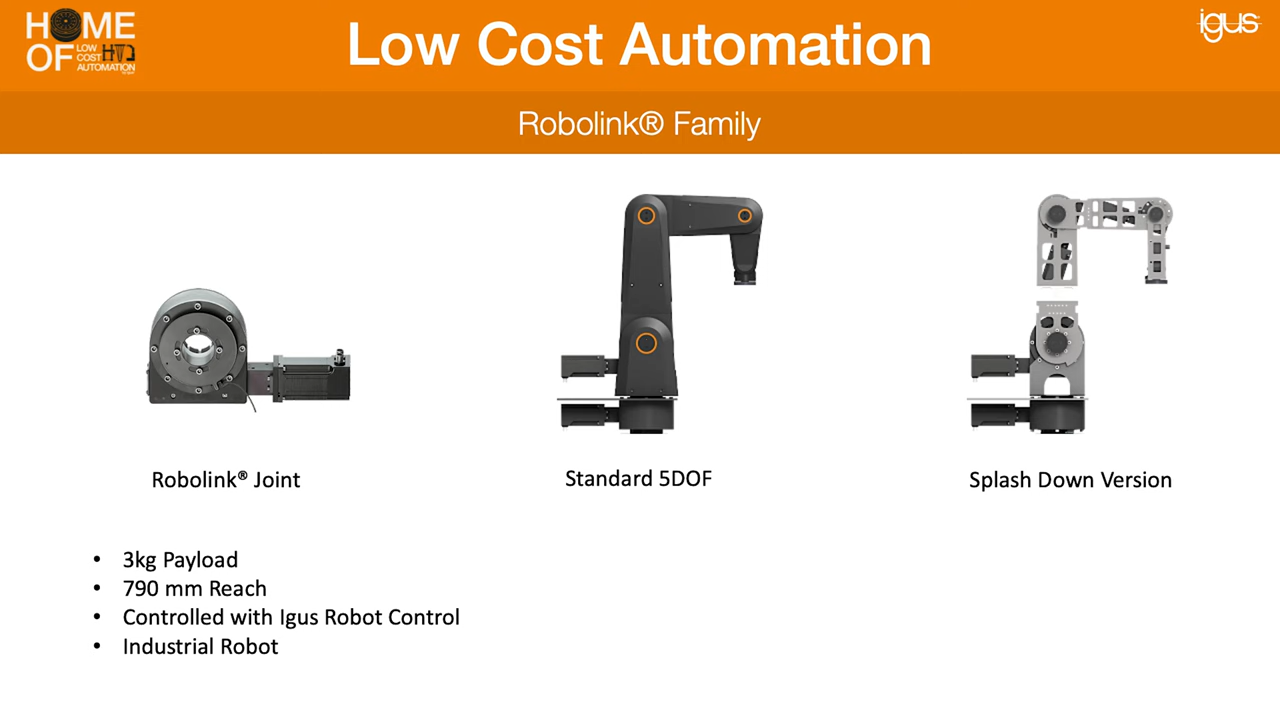 HOME
OF LOW
COST
AUTOMATION
Low Cost Automation
igus
Robolink® Family
Robolink® Joint
Standard 5DOF
Splash Down Version
• 3kg Payload
• 790 mm Reach
• Controlled with Igus Robot Control
• Industrial Robot